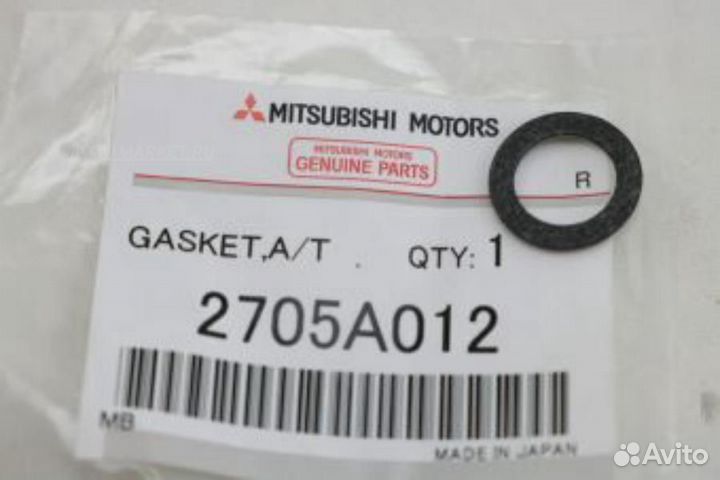 MITSUBISHI MOTORS
MITSUBISHI MOTORS
GENUINE PARTS
R
GASKET,A/T . QTY: 1
2705A012
MB
MADE IN JAPAN
Avito